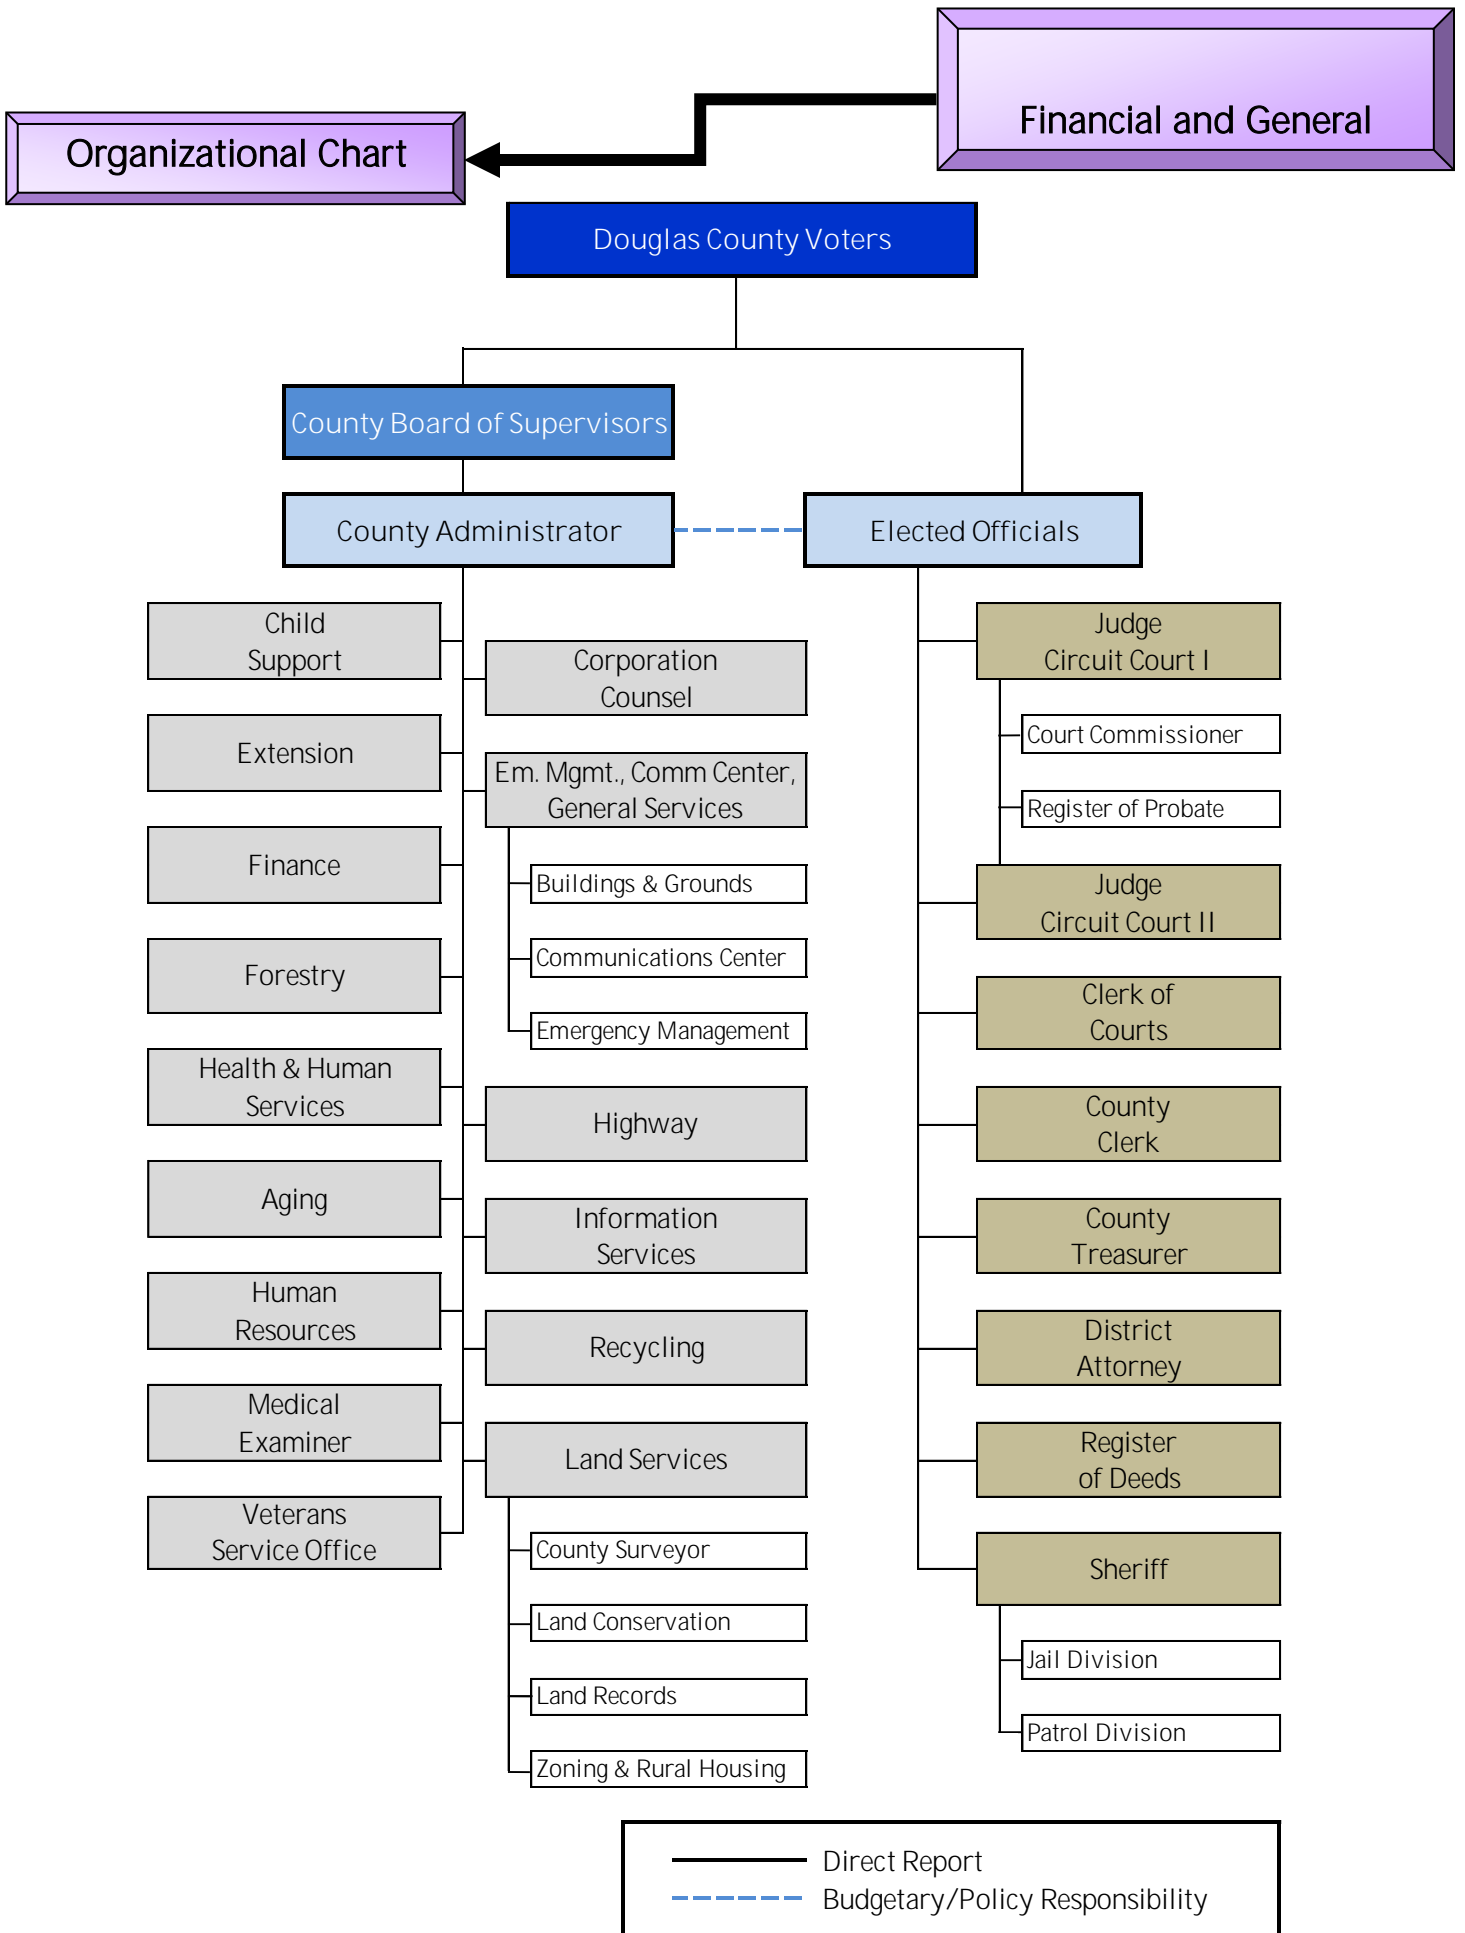 Financial and General
Organizational Chart
Douglas County Voters
County Board of Supervisors
County Administrator
Elected Officials
Child
Support
Extension
Finance
Forestry
Health & Human
Services
Aging
Human
Resources
Medical
Examiner
Veterans
Service Office
Corporation
Counsel
Em. Mgmt., Comm Center,
General Services
Buildings & Grounds
Communications Center
Emergency Management
Highway
Information
Services
Recycling
Land Services
County Surveyor
Land Conservation
Land Records
Zoning & Rural Housing
Judge
Circuit Court I
Court Commissioner
Register of Probate
Judge
Circuit Court II
Clerk of
Courts
County
Clerk
County
Treasurer
District
Attorney
Register
of Deeds
Sheriff
Jail Division
Patrol Division
Direct Report
Budgetary/Policy Responsibility